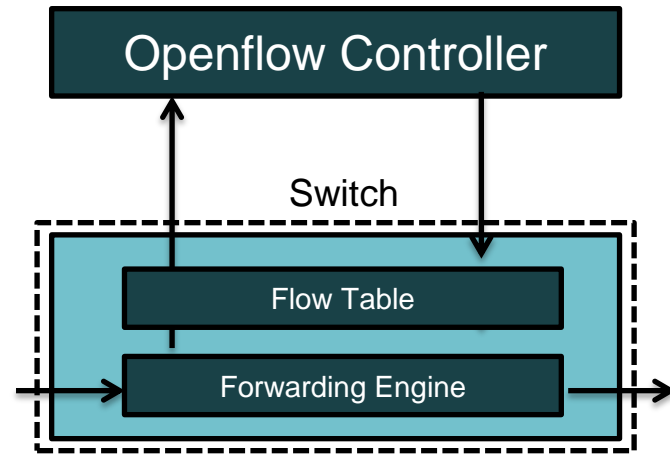 Openflow Controller
Switch
Flow Table
Forwarding Engine